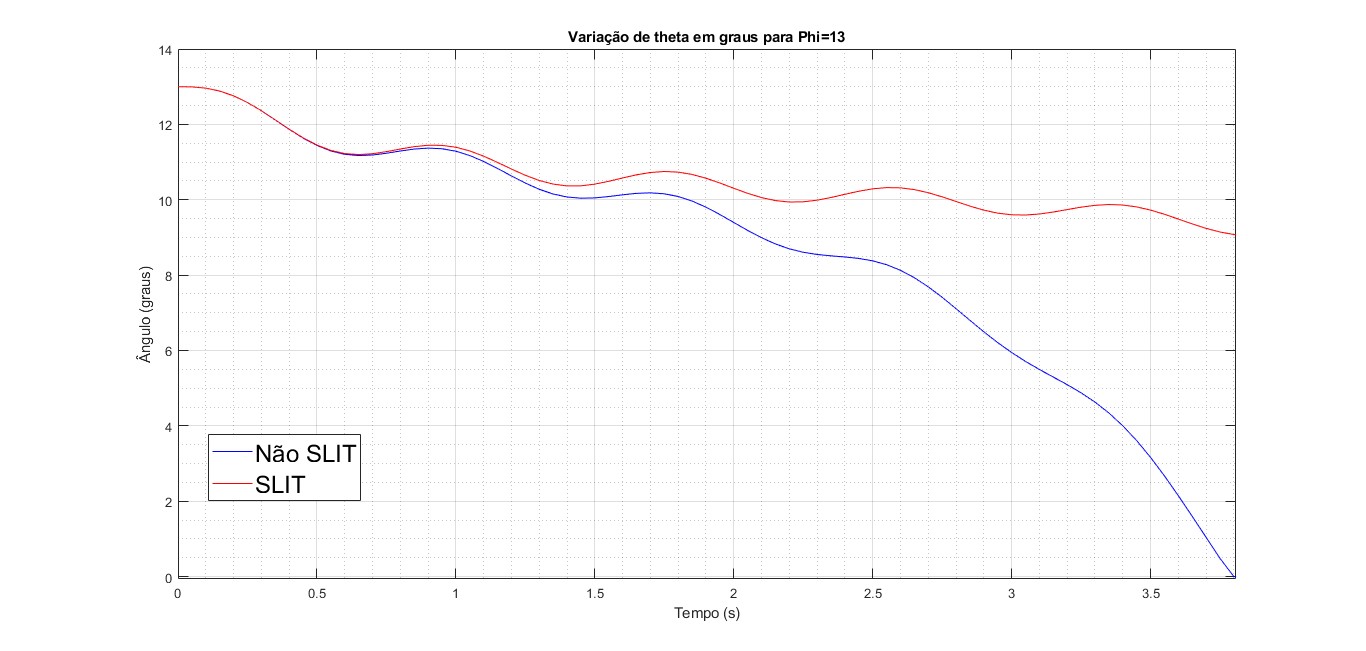 Variação de theta em graus para Phi=13
14
12
10
8
6
4
2
0
Ângulo (graus)
Não SLIT
SLIT
0 0.5 1 1.5 2 2.5 3 3.5
Tempo (s)